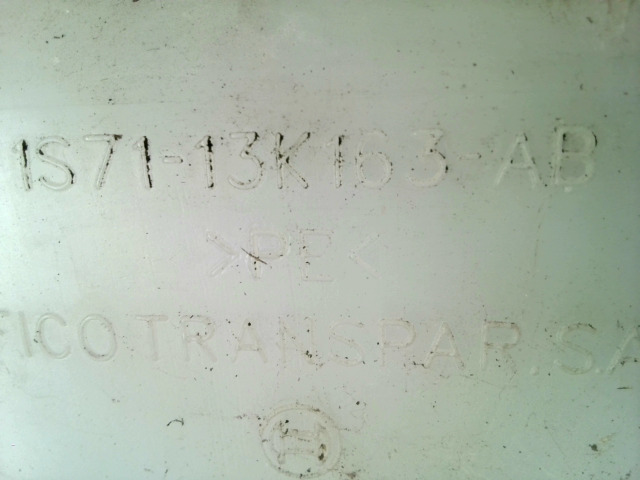 1S71-13K163-AB
>PE<
FICO TRANSPAR.S.A